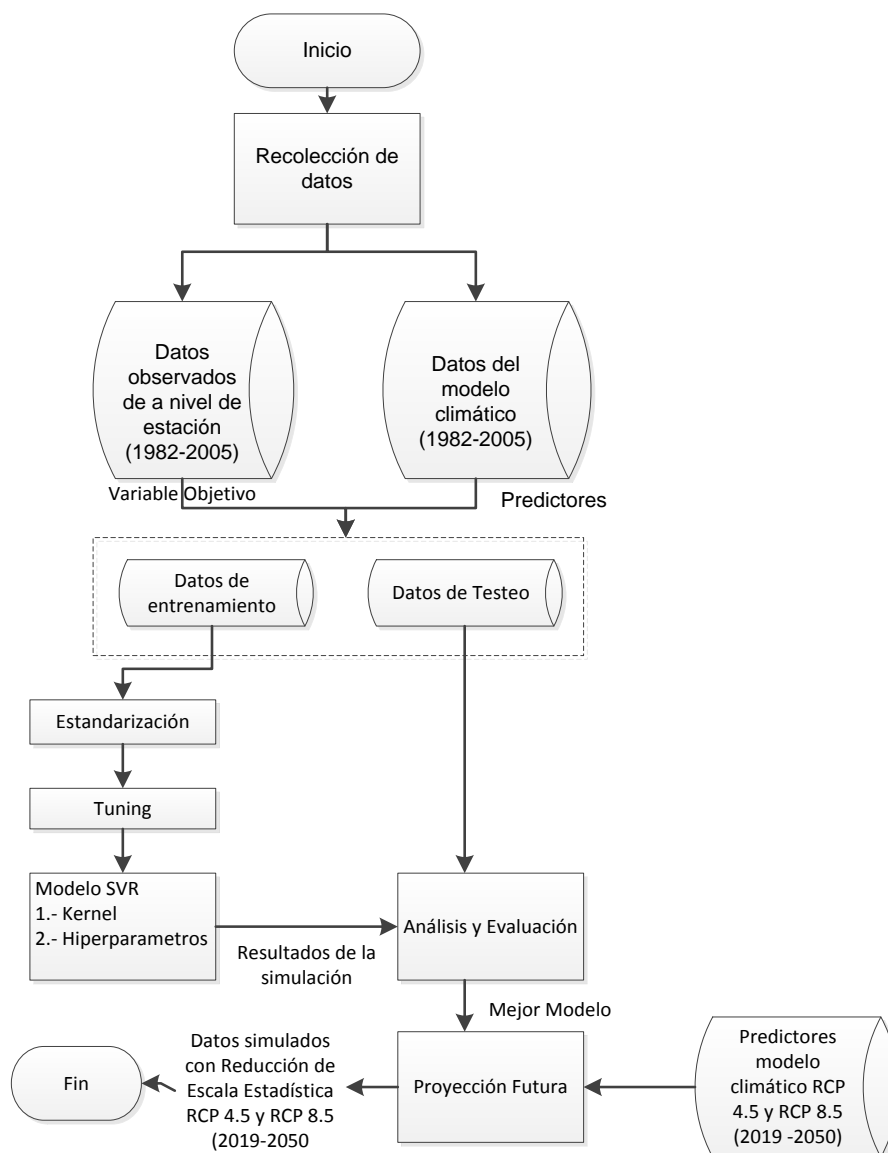 Inicio
Recolección de
datos
Datos
observados
de a nivel de
estación
(1982-2005)
Datos del
modelo
climático
(1982-2005)
Variable Objetivo
Predictores
Datos de
entrenamiento
Datos de Testeo
Estandarización
Tuning
Modelo SVR
1.- Kernel
2.- Hiperparametros
Resultados de la
simulación
Análisis y Evaluación
Mejor Modelo
Fin
Datos simulados
con Reducción de
Escala Estadística
RCP 4.5 y RCP 8.5
(2019-2050
Proyección Futura
Predictores
modelo
climático RCP
4.5 y RCP 8.5
(2019 -2050)